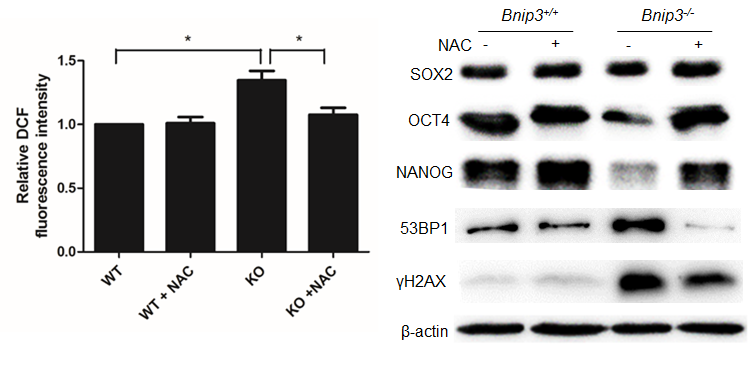 Relative DCF
fluorescence intensity
1.5
1.0
0.5
0.0
*
*
WT
WT + NAC
KO
KO +NAC
Bnip3+/+ Bnip3-/-
NAC - + - +
SOX2
OCT4
NANOG
53BP1
γH2AX
β-actin